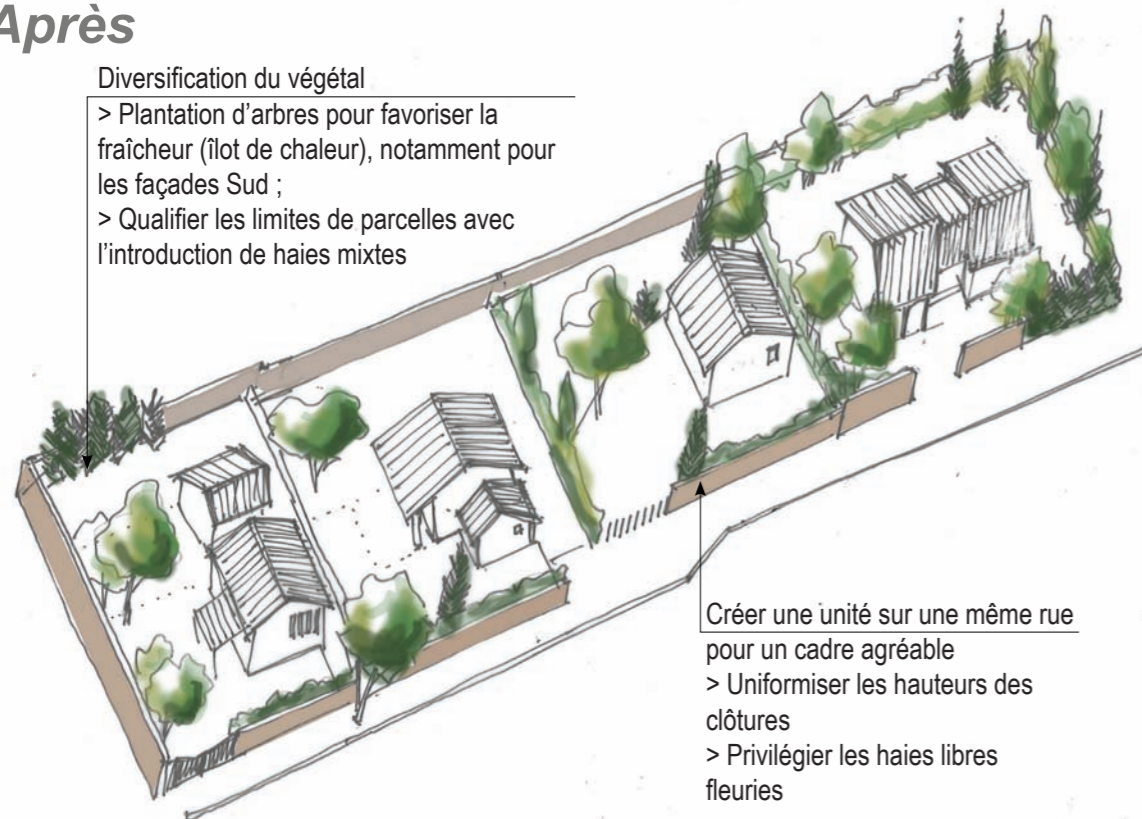 Après
Diversification du végétal
> Plantation d’arbres pour favoriser la
fraîcheur (îlot de chaleur), notamment pour
les façades Sud ;
> Qualifier les limites de parcelles avec
l’introduction de haies mixtes
Créer une unité sur une même rue
pour un cadre agréable
> Uniformiser les hauteurs des
clôtures
> Privilégier les haies libres
fleuries